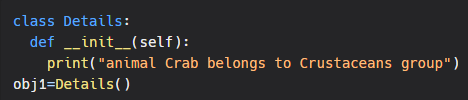 class Details:
  def __init__(self):
    print("animal Crab belongs to Crustaceans group")
obj1=Details()